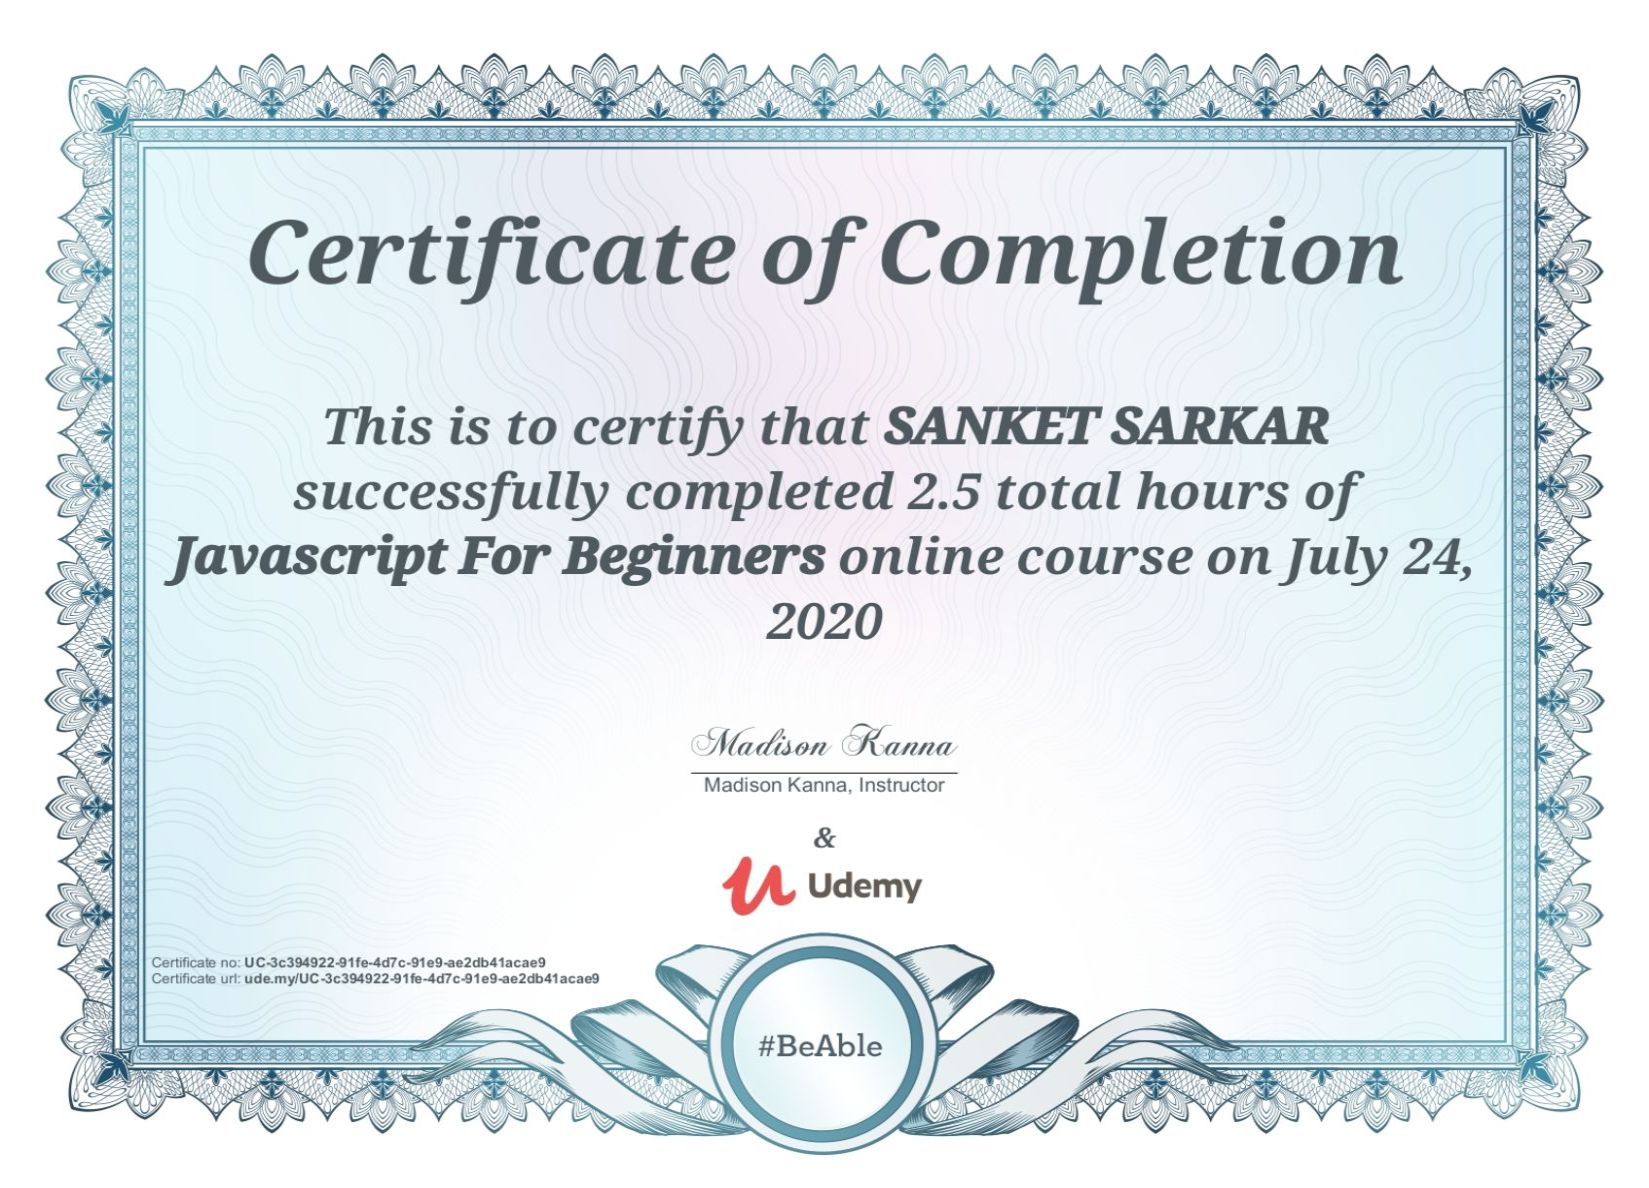 Certificate of Completion
This is to certify that SANKET SARKAR
successfully completed 2.5 total hours of
Javascript For Beginners online course on July 24,
2020
Madison Kanna
Madison Kanna, Instructor
&
Udemy
Certificate no: UC-3c394922-91fe-4d7c-91e9-ae2db41acae9
Certificate url: ude.my/UC-3c394922-91fe-4d7c-91e9-ae2db41acae9
#BeAble